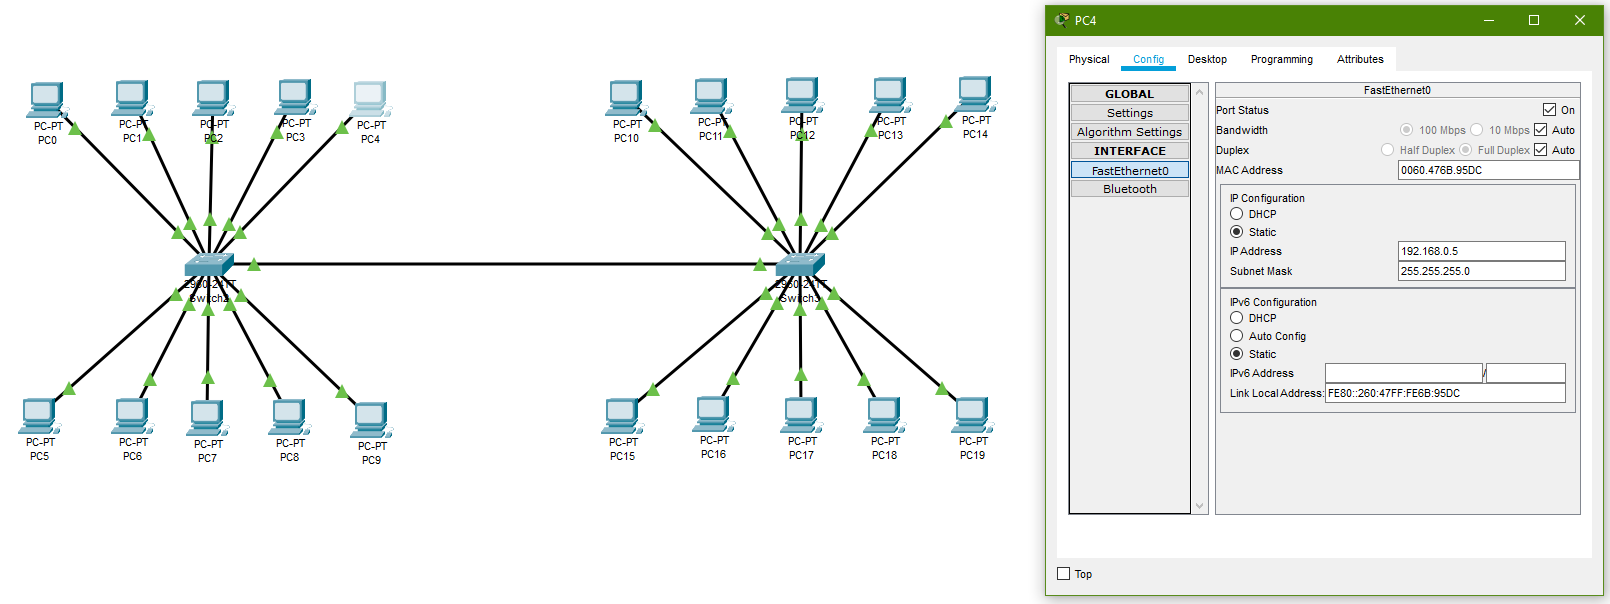 PC-PT
PC0
PC-PT
PC1
PC-PT
PC2
PC-PT
PC3
PC-PT
PC4
PC-PT
PC10
PC-PT
PC11
PC-PT
PC12
PC-PT
PC13
PC-PT
PC14
2960-24TT
Switch2
2960-24TT
Switch3
PC-PT
PC5
PC-PT
PC6
PC-PT
PC7
PC-PT
PC8
PC-PT
PC9
PC-PT
PC15
PC-PT
PC16
PC-PT
PC17
PC-PT
PC18
PC-PT
PC19
PC4
Physical Config Desktop Programming Attributes
GLOBAL
Settings
Algorithm Settings
INTERFACE
FastEthernet0
Bluetooth
FastEthernet0
Port Status On
Bandwidth 100 Mbps 10 Mbps Auto
Duplex Half Duplex Full Duplex Auto
MAC Address 0060.476B.95DC
IP Configuration
DHCP
Static
IP Address 192.168.0.5
Subnet Mask 255.255.255.0
IPv6 Configuration
DHCP
Auto Config
Static
IPv6 Address /
Link Local Address: FE80::260:47FF:FE6B:95DC
Top